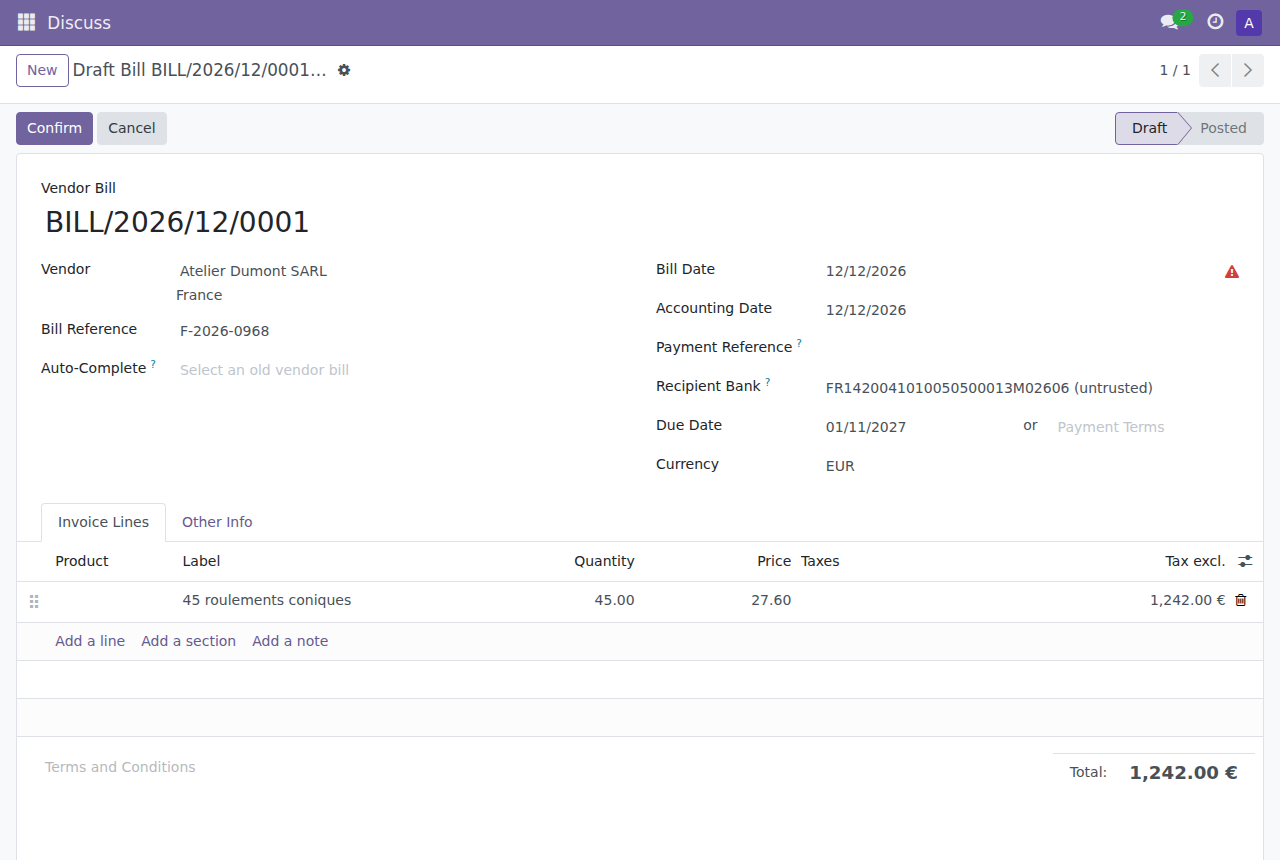 Discuss
2
A
New
Draft Bill BILL/2026/12/0001...
1 / 1
Confirm
Cancel
Draft
Posted
Vendor Bill
BILL/2026/12/0001
Vendor
Atelier Dumont SARL
France
Bill Reference
F-2026-0968
Auto-Complete ?
Select an old vendor bill
Bill Date
12/12/2026
Accounting Date
12/12/2026
Payment Reference ?
Recipient Bank ?
FR1420041010050500013M02606 (untrusted)
Due Date
01/11/2027
or
Payment Terms
Currency
EUR
Invoice Lines
Other Info
Product Label Quantity Price Taxes Tax excl.
45 roulements coniques 45.00 27.60 1,242.00 €
Add a line Add a section Add a note
Terms and Conditions
Total: 1,242.00 €